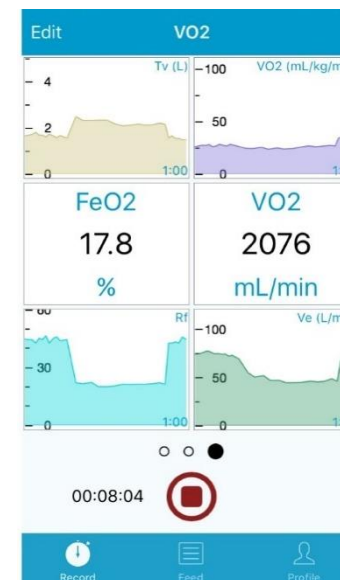 Edit VO2
Tv (L) VO2 (mL/kg/m
4 100
2 50
0 1:00 0
FeO2 VO2
17.8 2076
% mL/min
60 Rf Ve (L/m
100
30 50
0 1:00 0
00:08:04
Record Feed Profile